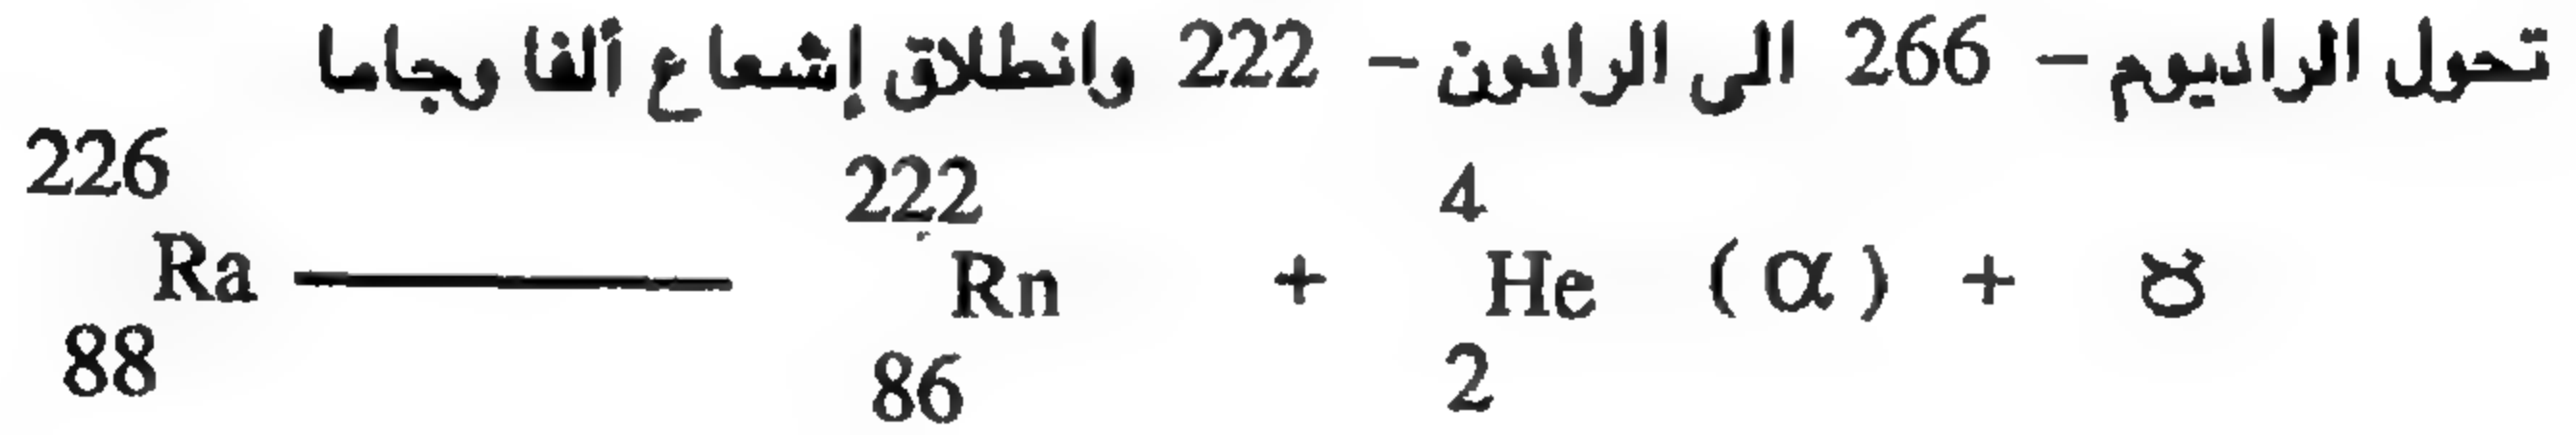 تحول الراديوم – 266 الى الرادون – 222 وانطلاق إشعاع ألفا وجاما
226 222 4
Ra —— Rn + He (α) + ४
88 86 2